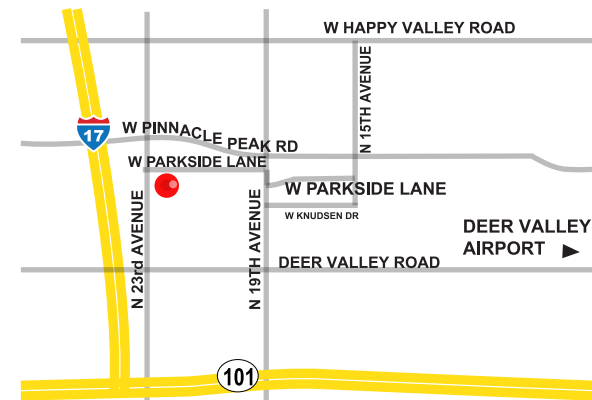 W HAPPY VALLEY ROAD
N 15TH AVENUE
17
W PINNACLE PEAK RD
W PARKSIDE LANE
W PARKSIDE LANE
W KNUDSEN DR
N 23rd AVENUE
N 19TH AVENUE
DEER VALLEY
AIRPORT
DEER VALLEY ROAD
101